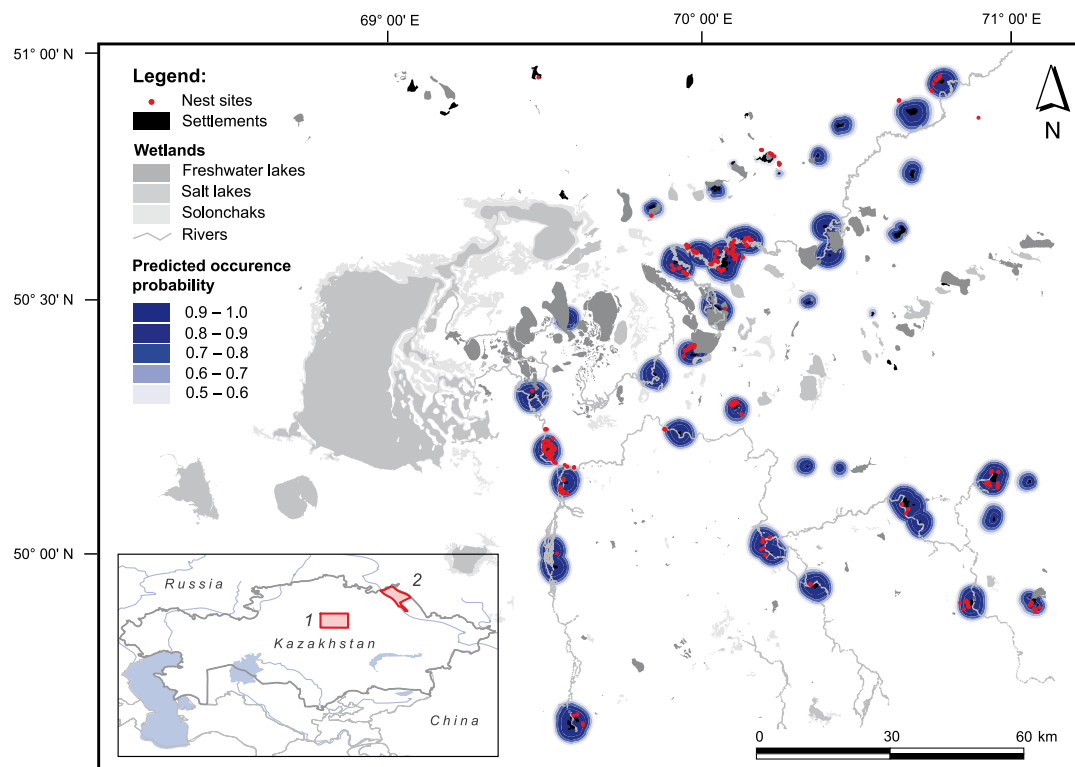 69° 00' E
70° 00' E
71° 00' E
51° 00' N
50° 30' N
50° 00' N
Legend:
Nest sites
Settlements
Wetlands
Freshwater lakes
Salt lakes
Solonchaks
Rivers
Predicted occurence
probability
0.9 – 1.0
0.8 – 0.9
0.7 – 0.8
0.6 – 0.7
0.5 – 0.6
N
Russia
2
1
Kazakhstan
China
0 30 60 km